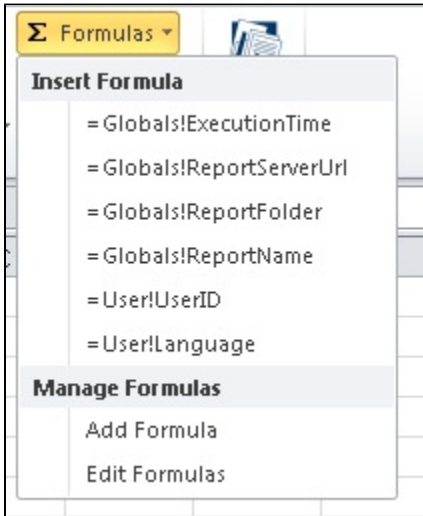 Σ Formulas
Insert Formula
=Globals!ExecutionTime
=Globals!ReportServerUrl
=Globals!ReportFolder
=Globals!ReportName
=User!UserID
=User!Language
Manage Formulas
Add Formula
Edit Formulas